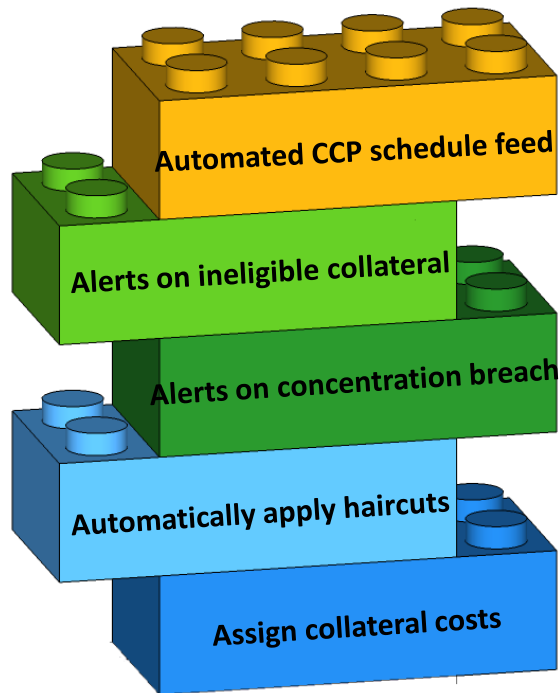 Automated CCP schedule feed
Alerts on ineligible collateral
Alerts on concentration breach
Automatically apply haircuts
Assign collateral costs